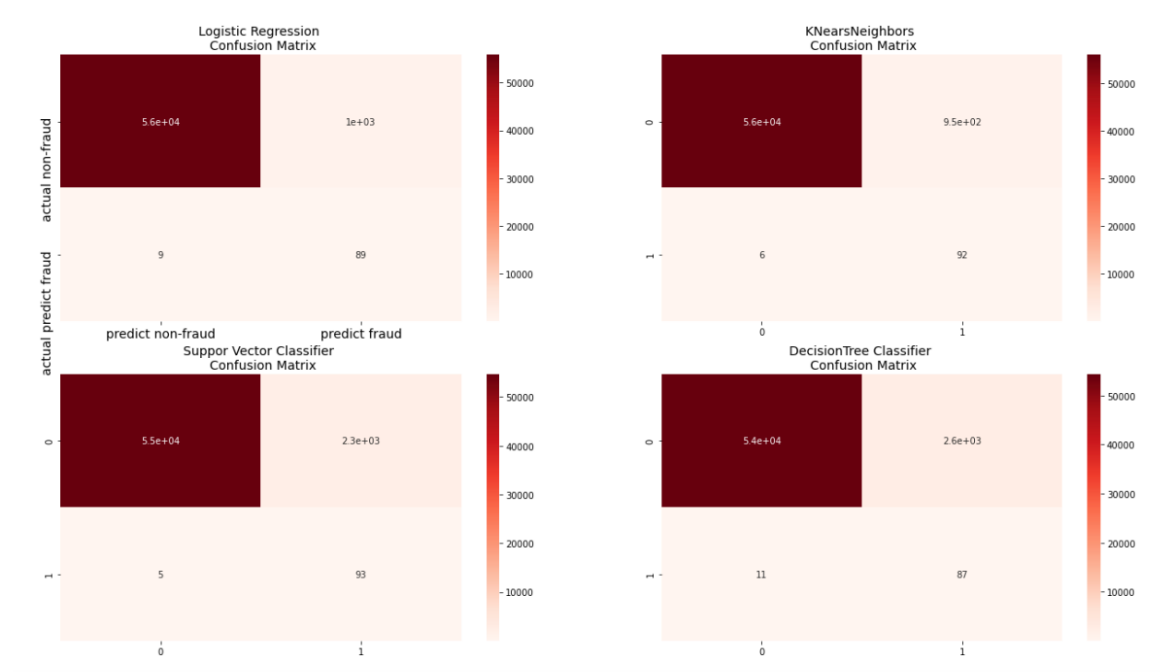 Logistic Regression
Confusion Matrix
actual non-fraud
actual predict fraud
5.6e+04
1e+03
9
89
predict non-fraud
predict fraud
50000
40000
30000
20000
10000
KNearsNeighbors
Confusion Matrix
0
1
5.6e+04
9.5e+02
6
92
0
1
50000
40000
30000
20000
10000
Suppor Vector Classifier
Confusion Matrix
0
1
5.5e+04
2.3e+03
5
93
0
1
50000
40000
30000
20000
10000
DecisionTree Classifier
Confusion Matrix
0
1
5.4e+04
2.6e+03
11
87
0
1
50000
40000
30000
20000
10000